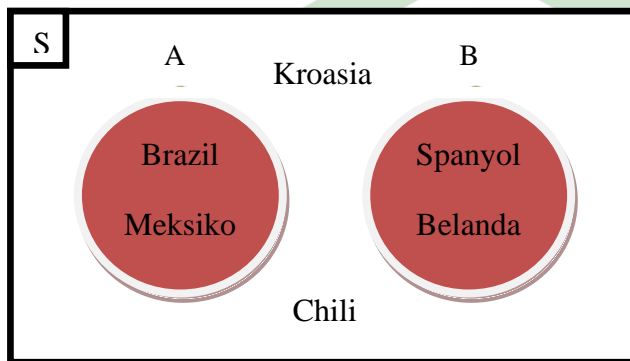 S
A
B
Kroasia
Brazil
Spanyol
Meksiko
Belanda
Chili